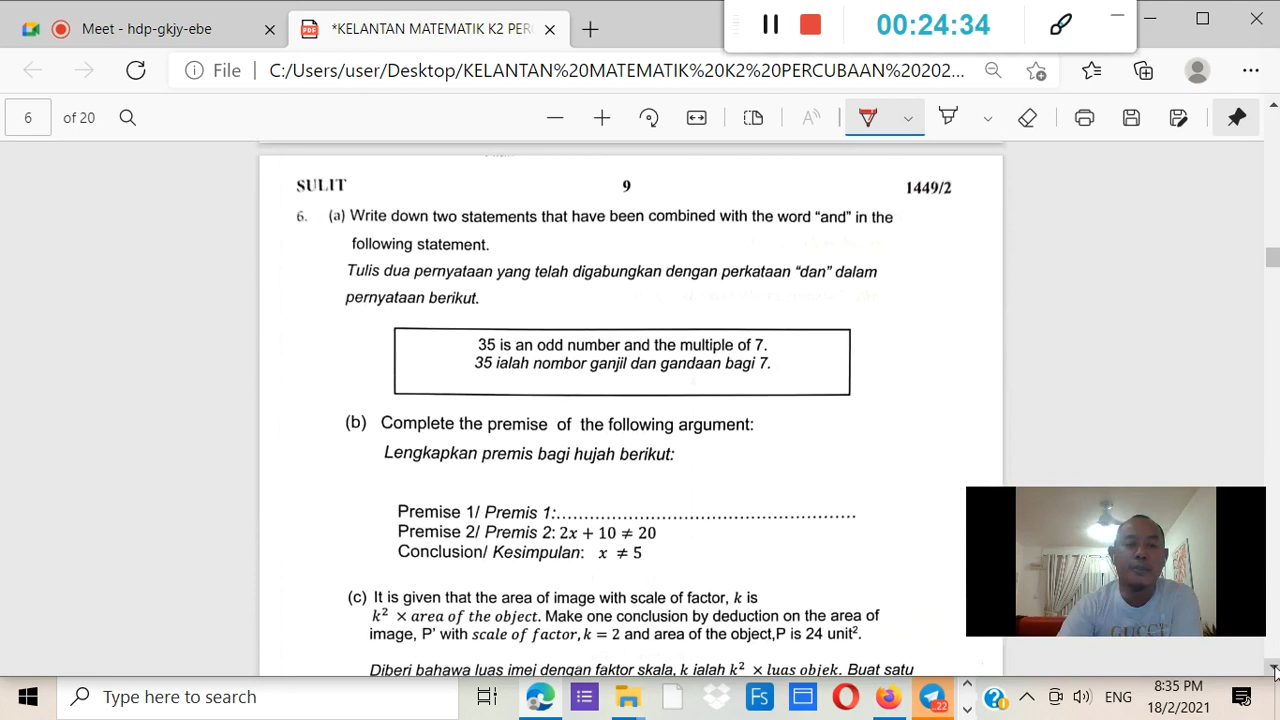 Meet - hdp-gkjy-ebe
*KELANTAN MATEMATIK K2 PER
00:24:34
File
C:/Users/user/Desktop/KELANTAN%20MATEMATIK%20K2%20PERCUBAAN%20202...
6 of 20
SULIT 9 1449/2
6. (a) Write down two statements that have been combined with the word “and” in the
following statement.
Tulis dua pernyataan yang telah digabungkan dengan perkataan “dan” dalam
pernyataan berikut.
35 is an odd number and the multiple of 7.
35 ialah nombor ganjil dan gandaan bagi 7.
(b) Complete the premise of the following argument:
Lengkapkan premis bagi hujah berikut:
Premise 1/ Premis 1:......................................................
Premise 2/ Premis 2: 2x + 10 ≠ 20
Conclusion/ Kesimpulan: x ≠ 5
(c) It is given that the area of image with scale of factor, k is
k² × area of the object. Make one conclusion by deduction on the area of
image, P' with scale of factor, k = 2 and area of the object,P is 24 unit².
Diberi bahawa luas imej dengan faktor skala, k ialah k² × luas objek. Buat satu
GUCCI
Type here to search
Fs
22
ENG
8:35 PM
18/2/2021